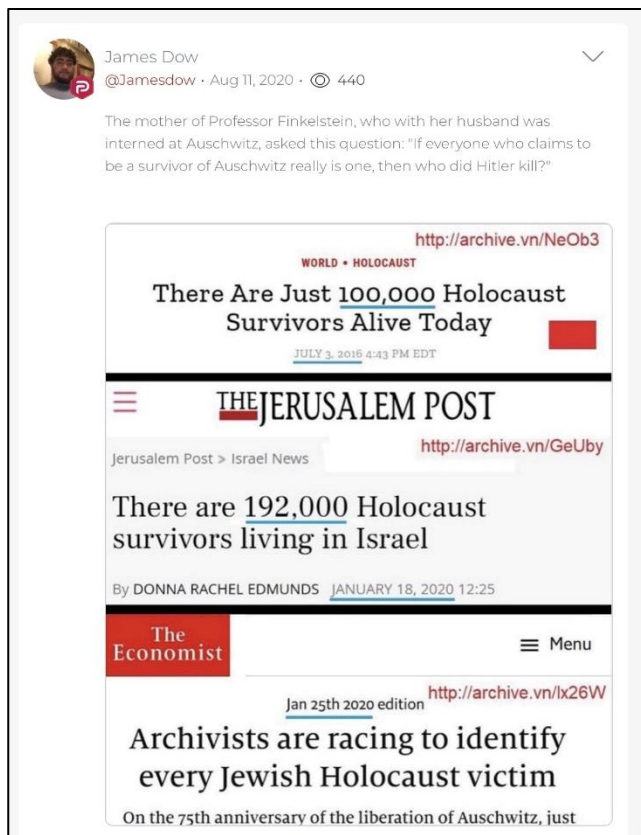 James Dow
@Jamesdow • Aug 11, 2020 • 440
The mother of Professor Finkelstein, who with her husband was
interned at Auschwitz, asked this question: "If everyone who claims to
be a survivor of Auschwitz really is one, then who did Hitler kill?"
http://archive.vn/NeOb3
WORLD • HOLOCAUST
There Are Just 100,000 Holocaust
Survivors Alive Today
JULY 3, 2016 4:43 PM EDT
THE JERUSALEM POST
http://archive.vn/GeUby
Jerusalem Post > Israel News
There are 192,000 Holocaust
survivors living in Israel
By DONNA RACHEL EDMUNDS JANUARY 18, 2020 12:25
The
Economist
Menu
Jan 25th 2020 edition
http://archive.vn/Ix26W
Archivists are racing to identify
every Jewish Holocaust victim
On the 75th anniversary of the liberation of Auschwitz, just